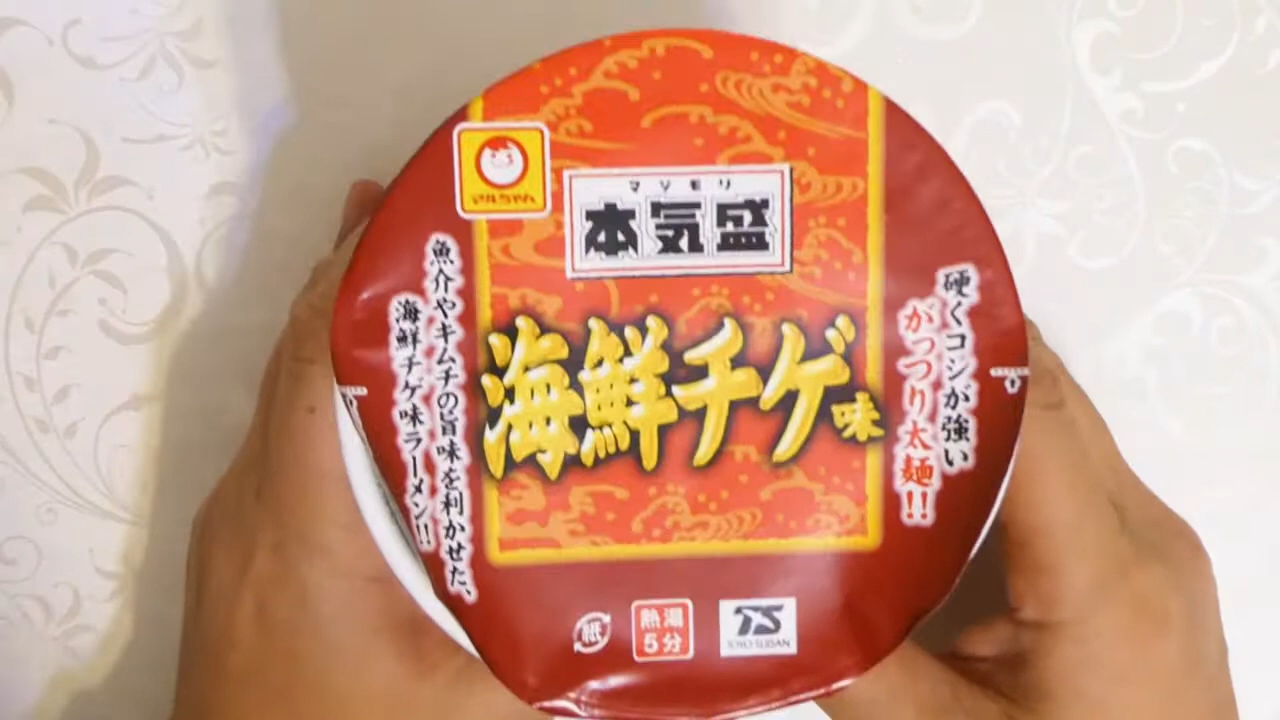 マルちゃん
マジモリ
本気盛
海鮮チゲ味
硬くコシが強い
がっつり太麺!!
魚介やキムチの旨味を利かせた、
海鮮チゲ味ラーメン!!
紙
熱湯
5分
TS
TOYO SUISAN